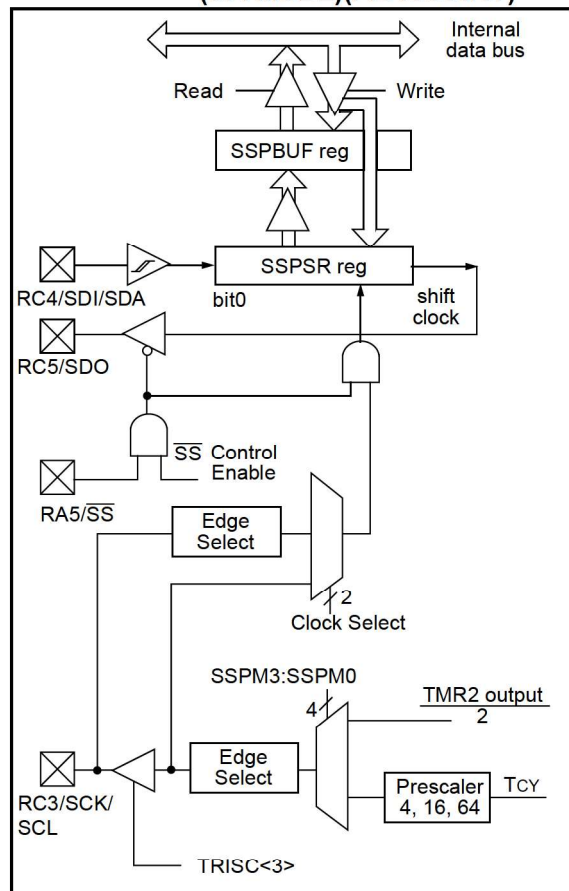 Internal
data bus
Read
Write
SSPBUF reg
SSPSR reg
RC4/SDI/SDA
bit0
shift
clock
RC5/SDO
SS Control
Enable
RA5/SS
Edge
Select
2
Clock Select
SSPM3:SSPM0
4
TMR2 output
2
Edge
Select
Prescaler
4, 16, 64
TCY
RC3/SCK/
SCL
TRISC<3>